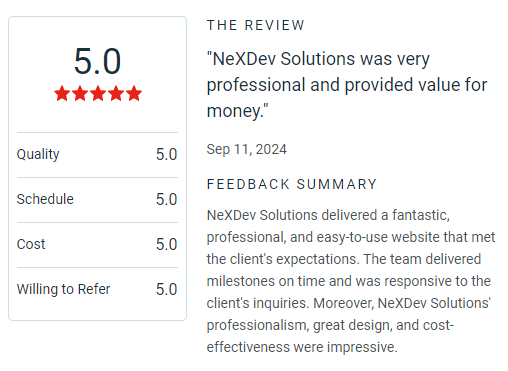 5.0
Quality 5.0
Schedule 5.0
Cost 5.0
Willing to Refer 5.0
THE REVIEW
"NeXDev Solutions was very
professional and provided value for
money."
Sep 11, 2024
FEEDBACK SUMMARY
NeXDev Solutions delivered a fantastic,
professional, and easy-to-use website that met
the client's expectations. The team delivered
milestones on time and was responsive to the
client's inquiries. Moreover, NeXDev Solutions'
professionalism, great design, and cost-
effectiveness were impressive.